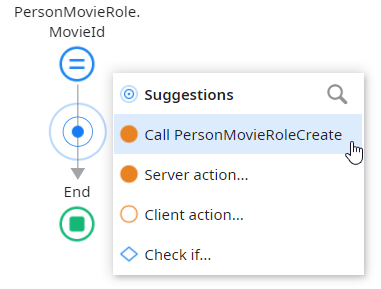 PersonMovieRole.
MovieId
Suggestions
Call PersonMovieRoleCreate
Server action...
Client action...
Check if...
End